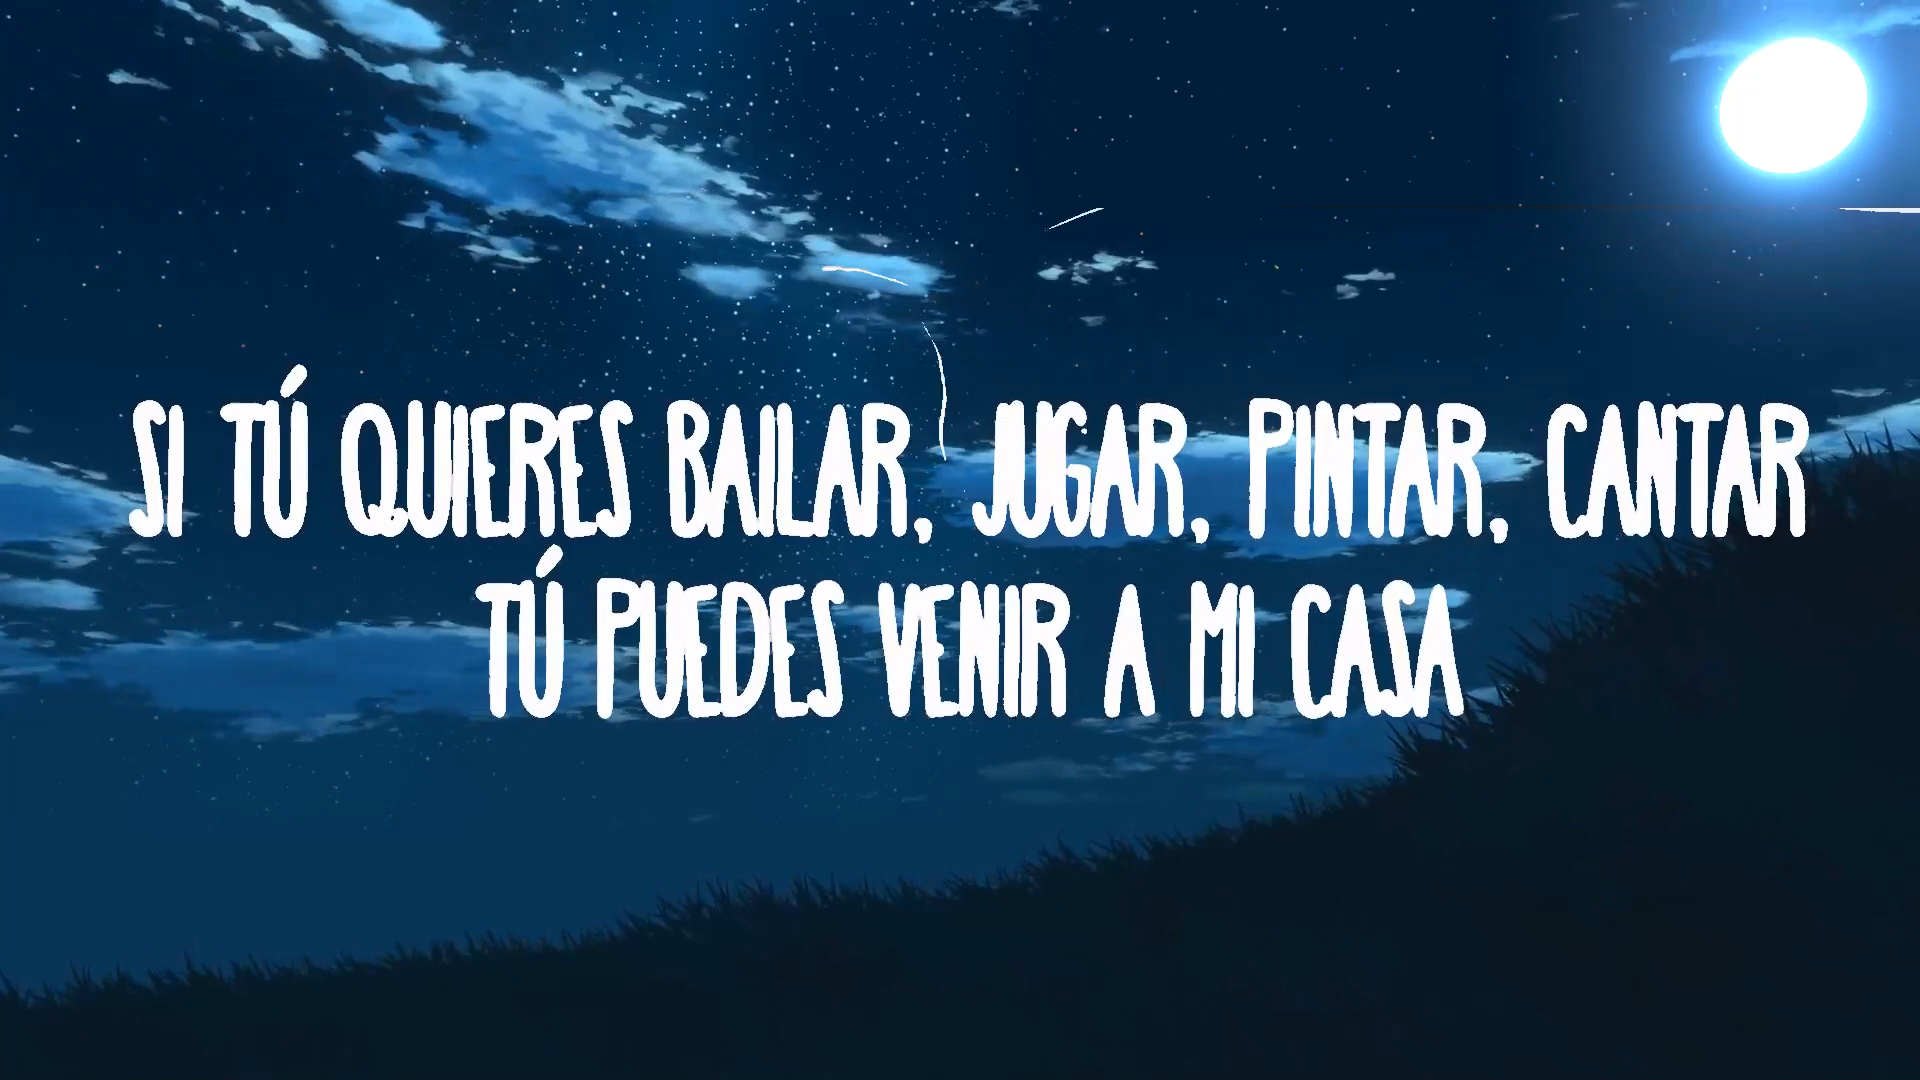 SI TÚ QUIERES BAILAR, JUGAR, PINTAR, CANTAR
TÚ PUEDES VENIR A MI CASA